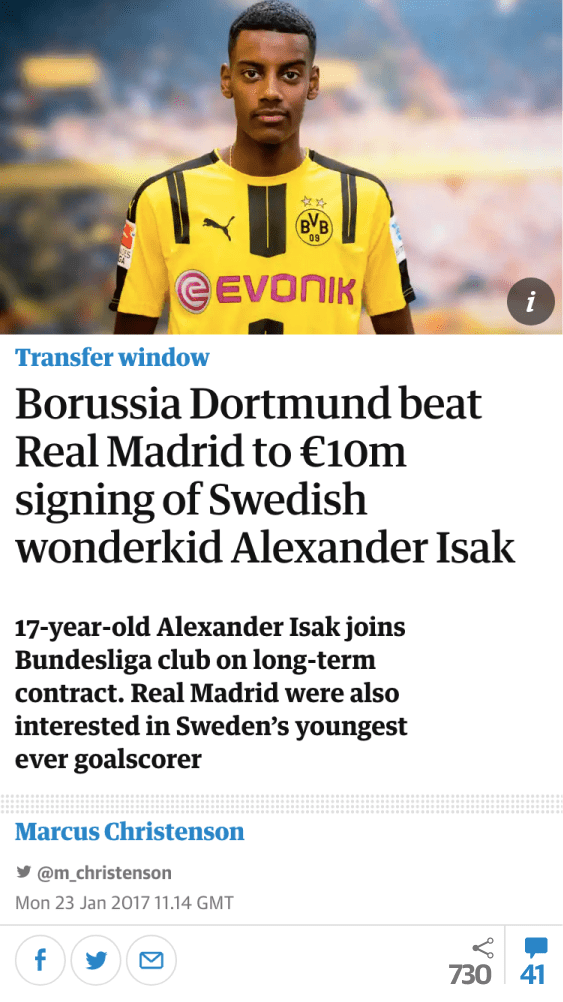 BVB
09
EVONIK
i
Transfer window
Borussia Dortmund beat
Real Madrid to €10m
signing of Swedish
wonderkid Alexander Isak
17-year-old Alexander Isak joins
Bundesliga club on long-term
contract. Real Madrid were also
interested in Sweden’s youngest
ever goalscorer
Marcus Christenson
@m_christenson
Mon 23 Jan 2017 11.14 GMT
f
730
41